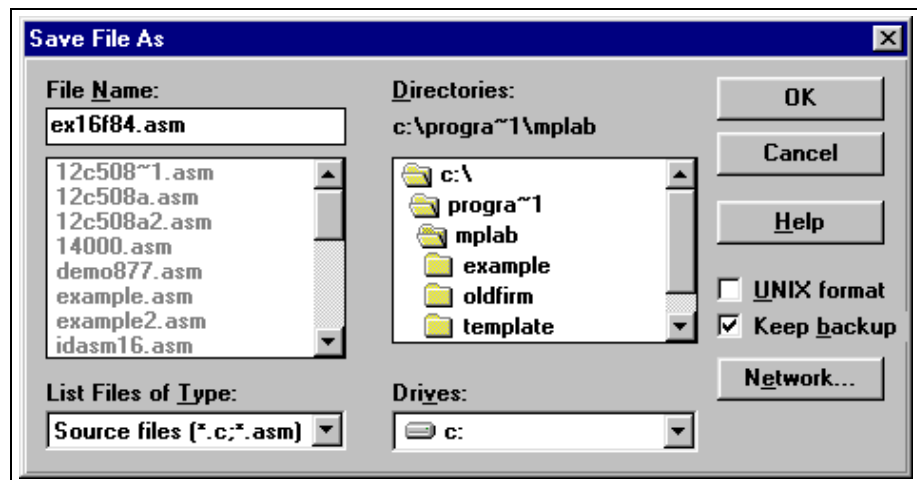 Save File As
File Name:
ex16f84.asm
12c508~1.asm
12c508a.asm
12c508a2.asm
14000.asm
demo877.asm
example.asm
example2.asm
idasm16.asm
List Files of Type:
Source files (*.c;*.asm)
Directories:
c:\progra~1\mplab
c:\
progra~1
mplab
example
oldfirm
template
Drives:
c:
OK
Cancel
Help
UNIX format
Keep backup
Network...